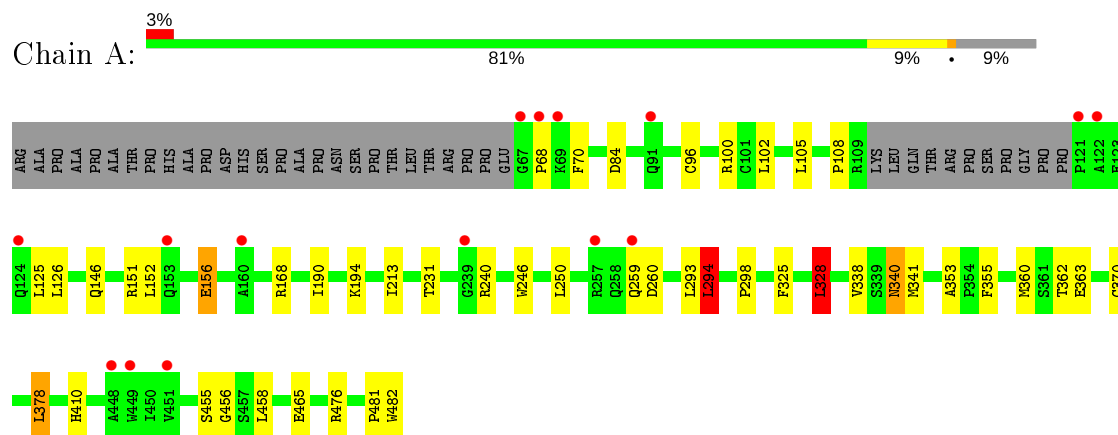 3%
Chain A:
81% 9% • 9%
ARG ALA PRO ALA PRO ALA THR PRO HIS ALA PRO ASP HIS SER PRO ALA PRO ASN SER PRO THR LEU THR ARG PRO PRO GLU G67 P68 K69 F70 D84 Q91 C96 R100 C101 L102 L105 P108 R109 LYS LEU GLN THR ARG PRO SER PRO GLY PRO PRO P121 A122 E123
Q124 L125 L126 Q146 R151 L152 Q153 E156 A160 R168 I190 K194 I213 T231 G239 R240 W246 L250 R257 Q258 Q259 D260 L293 L294 P298 F325 L328 V338 S339 N340 M341 A353 P354 F355 M360 S361 T362 E363
L378 H410 A448 W449 I450 V451 S455 G456 S457 L458 E465 R476 P481 W482